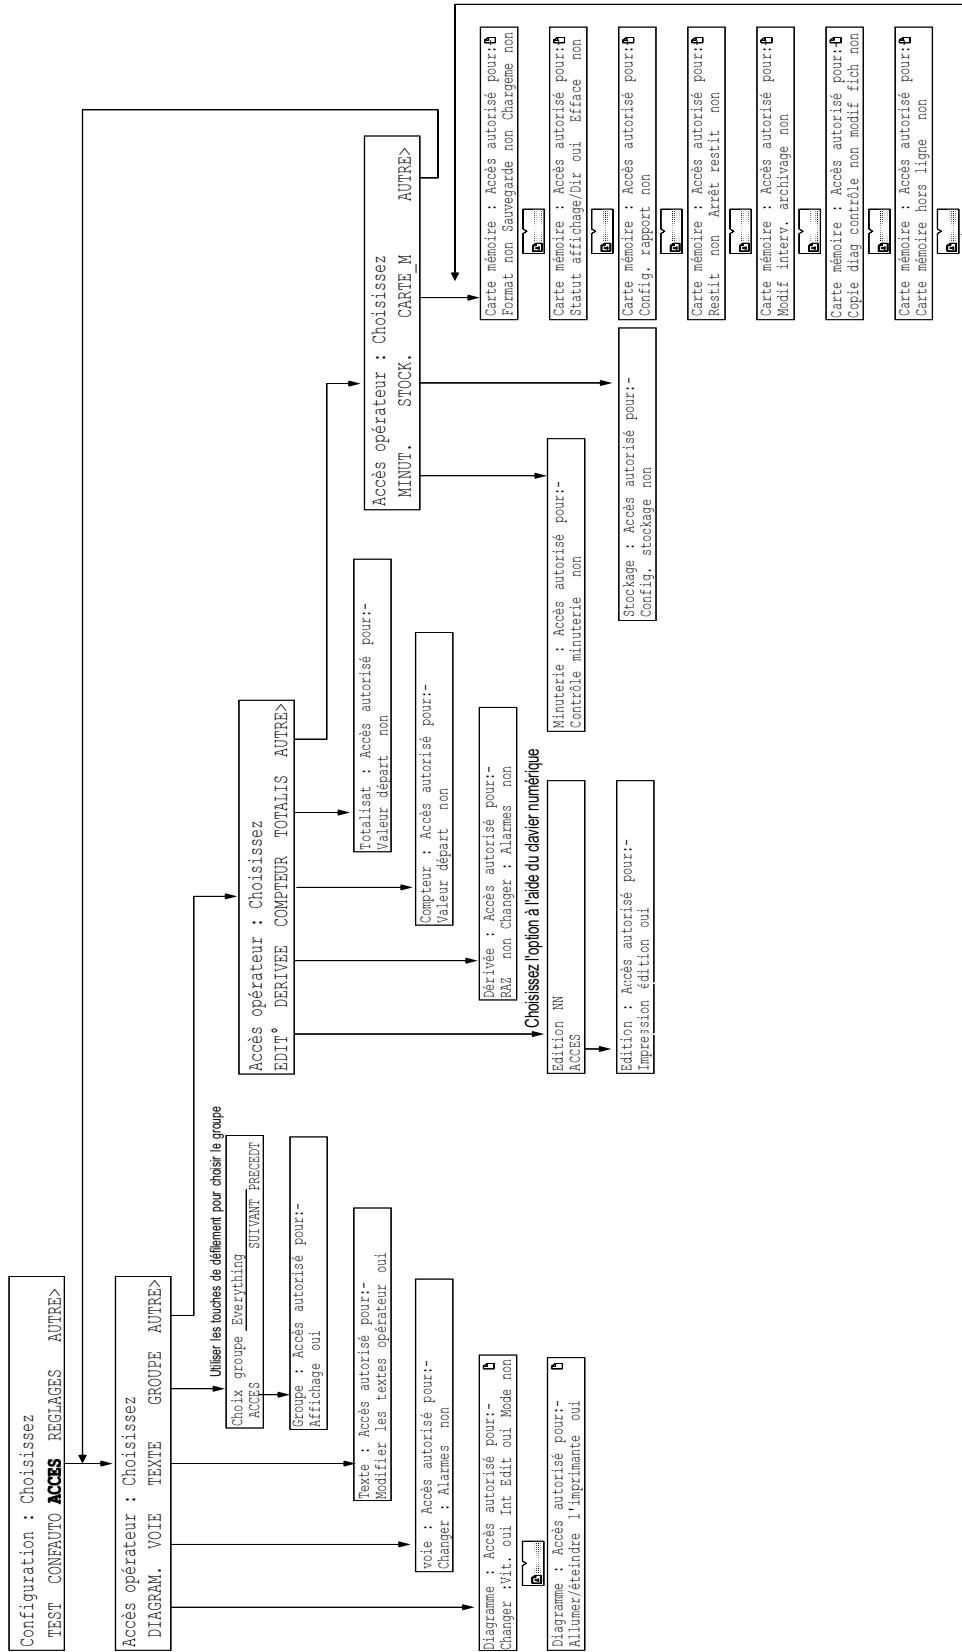 Configuration : Choisissez
TEST CONFAUTO ACCES REGLAGES AUTRE>
Accès opérateur : Choisissez
DIAGRAM. VOIE TEXTE GROUPE AUTRE>
Utiliser les touches de défilement pour choisir le groupe
Choix groupe Everything
ACCES SUIVANT PRECEDT
Groupe : Accès autorisé pour:-
Affichage oui
Texte : Accès autorisé pour:-
Modifier les textes opérateur oui
voie : Accès autorisé pour:-
Changer : Alarmes non
Diagramme : Accès autorisé pour:-
Changer :Vit. oui Int Edit oui Mode non
Diagramme : Accès autorisé pour:-
Allumer/éteindre l'imprimante oui
Accès opérateur : Choisissez
EDIT° DERIVEE COMPTEUR TOTALIS AUTRE>
Totalisat : Accès autorisé pour:-
Valeur départ non
Compteur : Accès autorisé pour:-
Valeur départ non
Dérivée : Accès autorisé pour:-
RAZ non Changer : Alarmes non
Choisissez l'option à l'aide du clavier numérique
Edition NN
ACCES
Edition : Accès autorisé pour:-
Impression édition oui
Accès opérateur : Choisissez
MINUT. STOCK. CARTE_M AUTRE>
Minuterie : Accès autorisé pour:-
Contrôle minuterie non
Stockage : Accès autorisé pour:-
Config. stockage non
Carte mémoire : Accès autorisé pour:-
Format non Sauvegarde non Chargeme non
Carte mémoire : Accès autorisé pour:-
Statut affichage/Dir oui Efface non
Carte mémoire : Accès autorisé pour:-
Config. rapport non
Carte mémoire : Accès autorisé pour:-
Restit non Arrêt restit non
Carte mémoire : Accès autorisé pour:-
Modif interv. archivage non
Carte mémoire : Accès autorisé pour:-
Copie diag contrôle non modif fich non
Carte mémoire : Accès autorisé pour:-
Carte mémoire hors ligne non